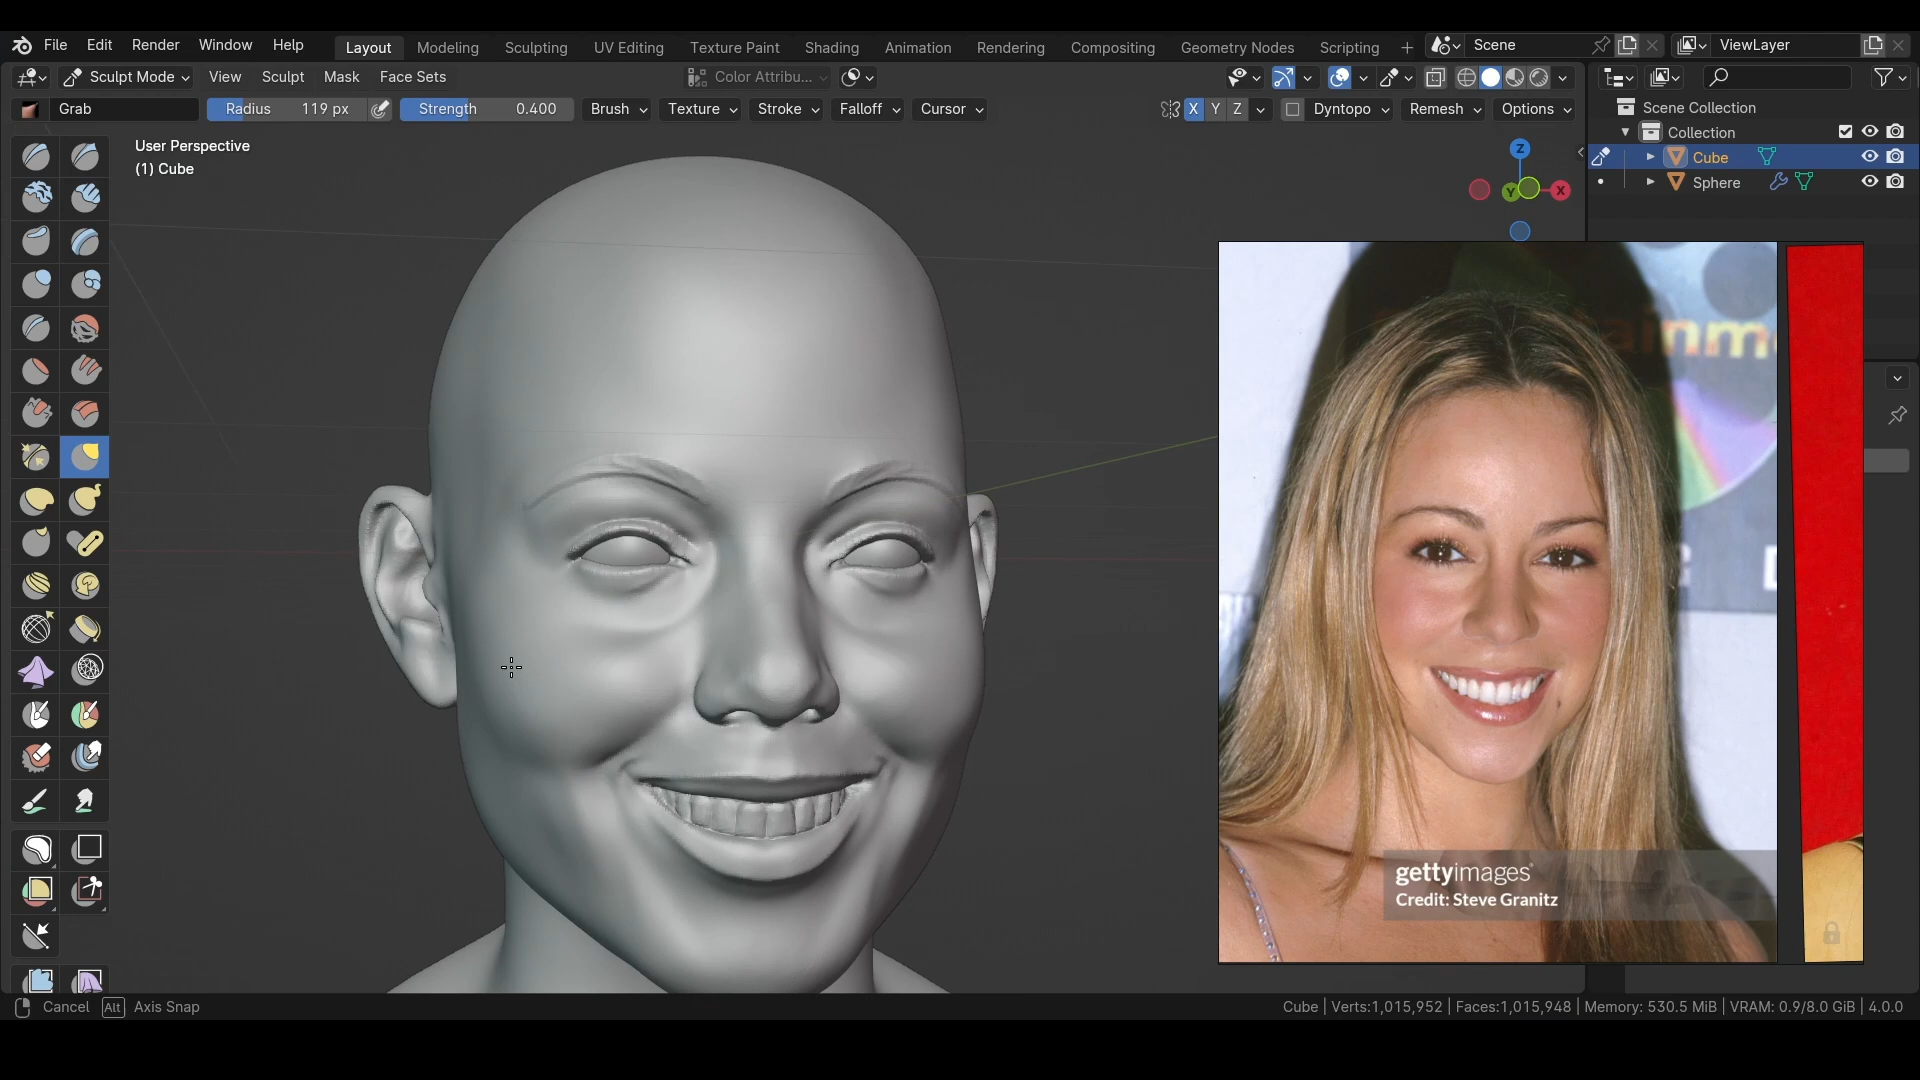 File Edit Render Window Help Layout Modeling Sculpting UV Editing Texture Paint Shading Animation Rendering Compositing Geometry Nodes Scripting Scene ViewLayer
Sculpt Mode View Sculpt Mask Face Sets Color Attribu...
Grab Radius 119 px Strength 0.400 Brush Texture Stroke Falloff Cursor X Y Z Dyntopo Remesh Options
Scene Collection
Collection
Cube
Sphere
User Perspective
(1) Cube
Z
Y X
ainm
gettyimages®
Credit: Steve Granitz
Cancel Alt Axis Snap
Cube | Verts:1,015,952 | Faces:1,015,948 | Memory: 530.5 MiB | VRAM: 0.9/8.0 GiB | 4.0.0